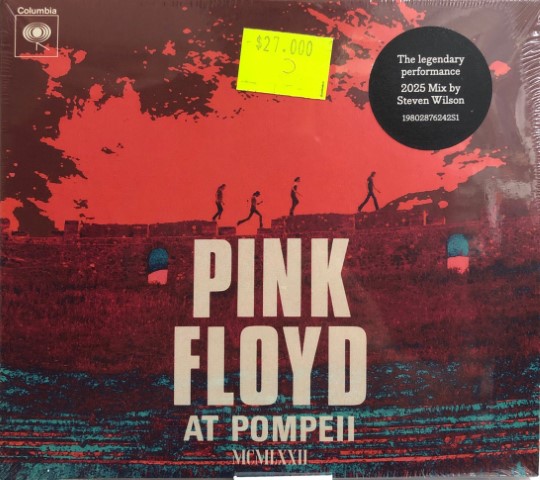 Columbia
$27.000
The legendary
performance
2025 Mix by
Steven Wilson
19802876242S1
PINK
FLOYD
AT POMPEII
MCMLXXII